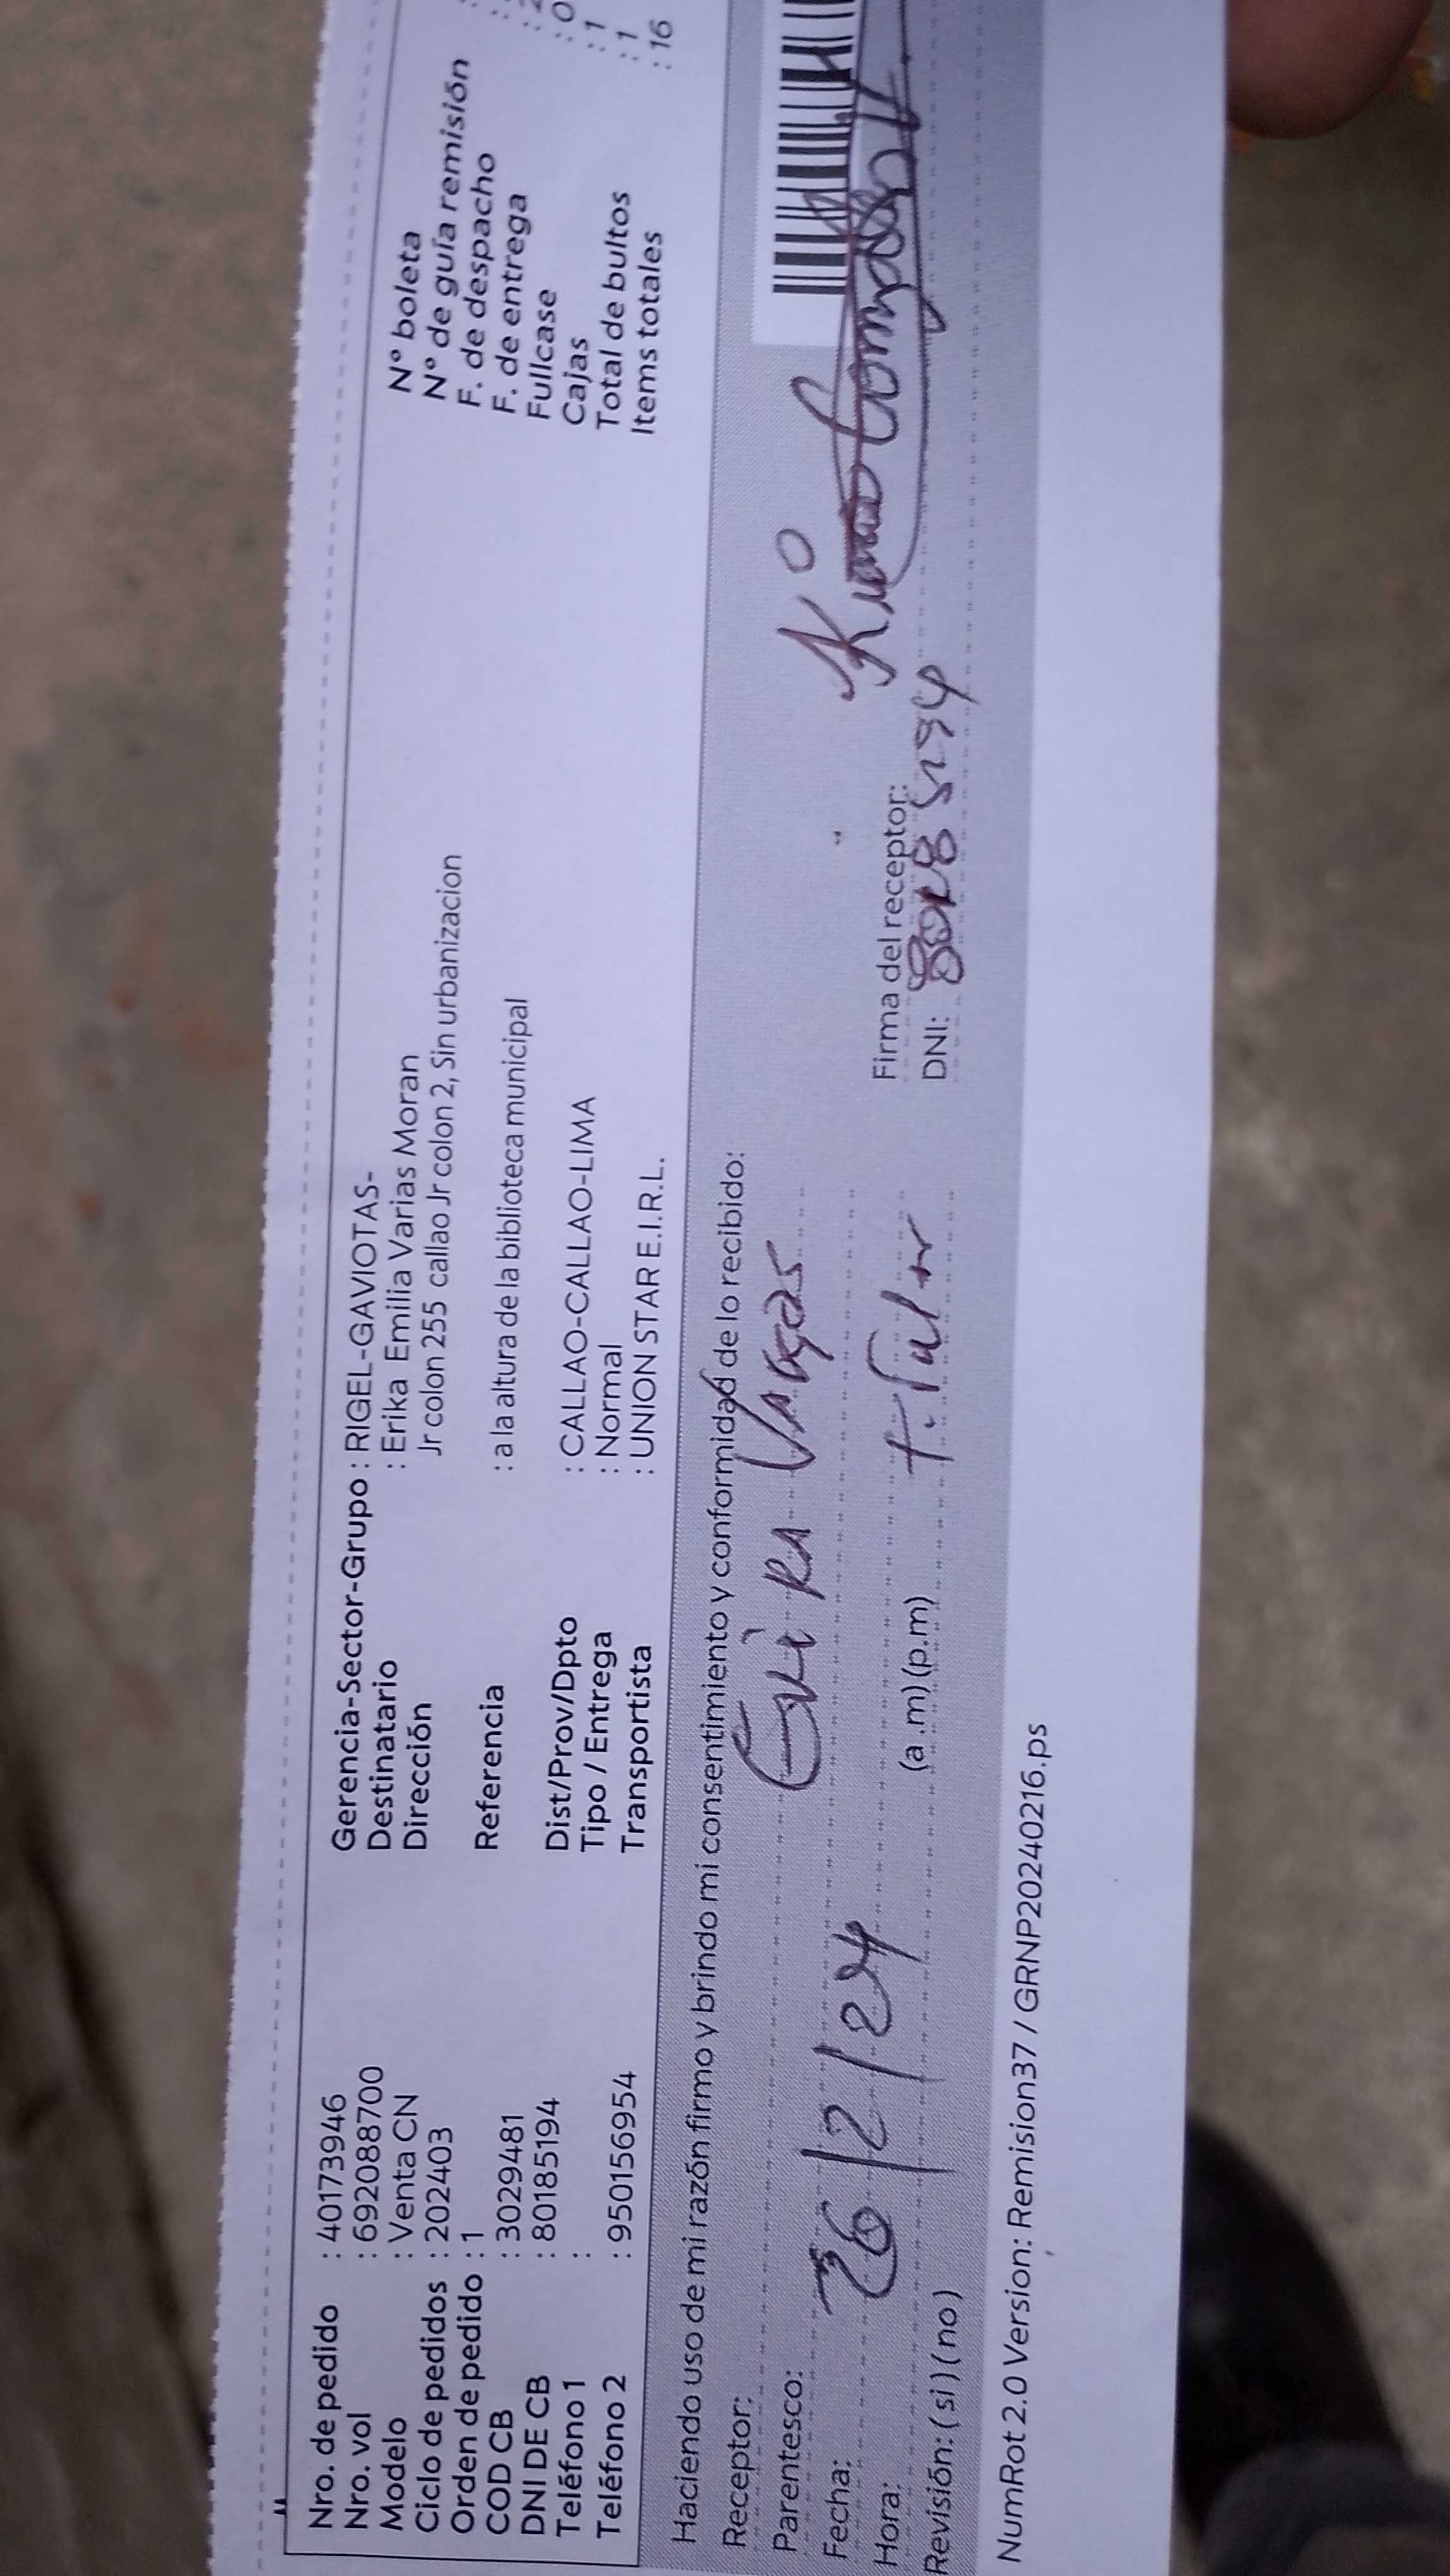 Nro. de pedido : 40173946
Nro. vol : 692088700
Modelo : Venta CN
Ciclo de pedidos : 202403
Orden de pedido : 1
COD CB : 3029481
DNI DE CB : 80185194
Teléfono 1 :
Teléfono 2 : 950156954
Gerencia-Sector-Grupo : RIGEL-GAVIOTAS-
Destinatario : Erika Emilia Varias Moran
Dirección Jr colon 255 callao Jr colon 2, Sin urbanizacion
Referencia : a la altura de la biblioteca municipal
Dist/Prov/Dpto : CALLAO-CALLAO-LIMA
Tipo / Entrega : Normal
Transportista : UNION STAR E.I.R.L.
N° boleta
N° de guía remisión
F. de despacho
F. de entrega
Fullcase
Cajas : 1
Total de bultos : 1
Items totales : 16
Haciendo uso de mi razón firmo y brindo mi consentimiento y conformidad de lo recibido:
Receptor:
Parentesco:
Fecha: 26/2/24
Hora: (a .m) (p.m)
Revisión: ( si ) ( no )
Firma del receptor:
DNI:
NumRot 2.0 Version: Remision37 / GRNP20240216.ps